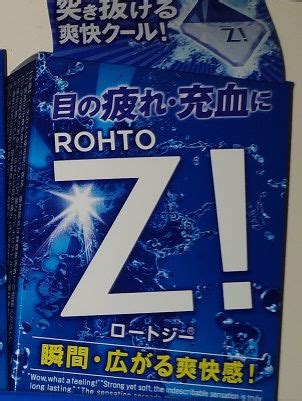 突き抜ける
爽快クール!
Z!
目の疲れ・充血に
ROHTO
Z!
ロートジー®
瞬間・広がる爽快感!
"Wow, what a feeling!" "Strong yet soft, the indescribable sensation is truly
long lasting." "The sensation